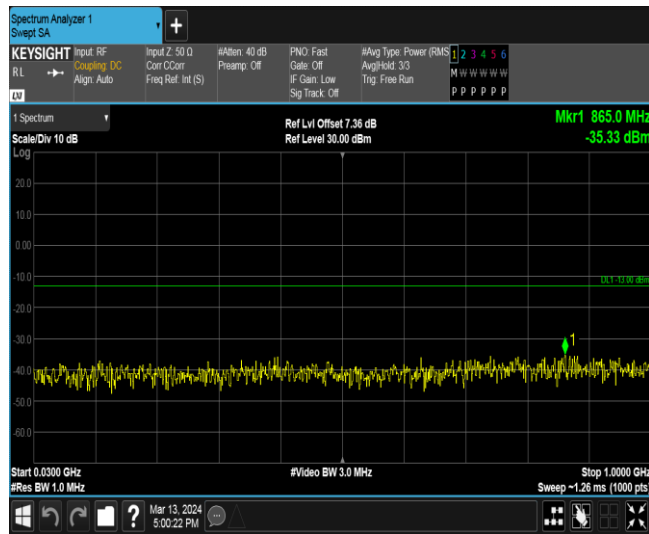 Spectrum Analyzer 1
Swept SA
+
KEYSIGHT
RL
LXI
Input: RF
Coupling: DC
Align: Auto
Input Z: 50 Ω
Corr CCorr
Freq Ref: Int (S)
#Atten: 40 dB
Preamp: Off
PNO: Fast
Gate: Off
IF Gain: Low
Sig Track: Off
#Avg Type: Power (RMS
Avg|Hold: 3/3
Trig: Free Run
1 2 3 4 5 6
M W W W W W
P P P P P P
1 Spectrum
Scale/Div 10 dB
Log
Ref Lvl Offset 7.36 dB
Ref Level 30.00 dBm
Mkr1 865.0 MHz
-35.33 dBm
20.0
10.0
0.00
-10.0
DL1 -13.00 dBm
-20.0
-30.0
1
-40.0
-50.0
-60.0
Start 0.0300 GHz
#Res BW 1.0 MHz
#Video BW 3.0 MHz
Stop 1.0000 GHz
Sweep ~1.26 ms (1000 pts)
?
Mar 13, 2024
5:00:22 PM